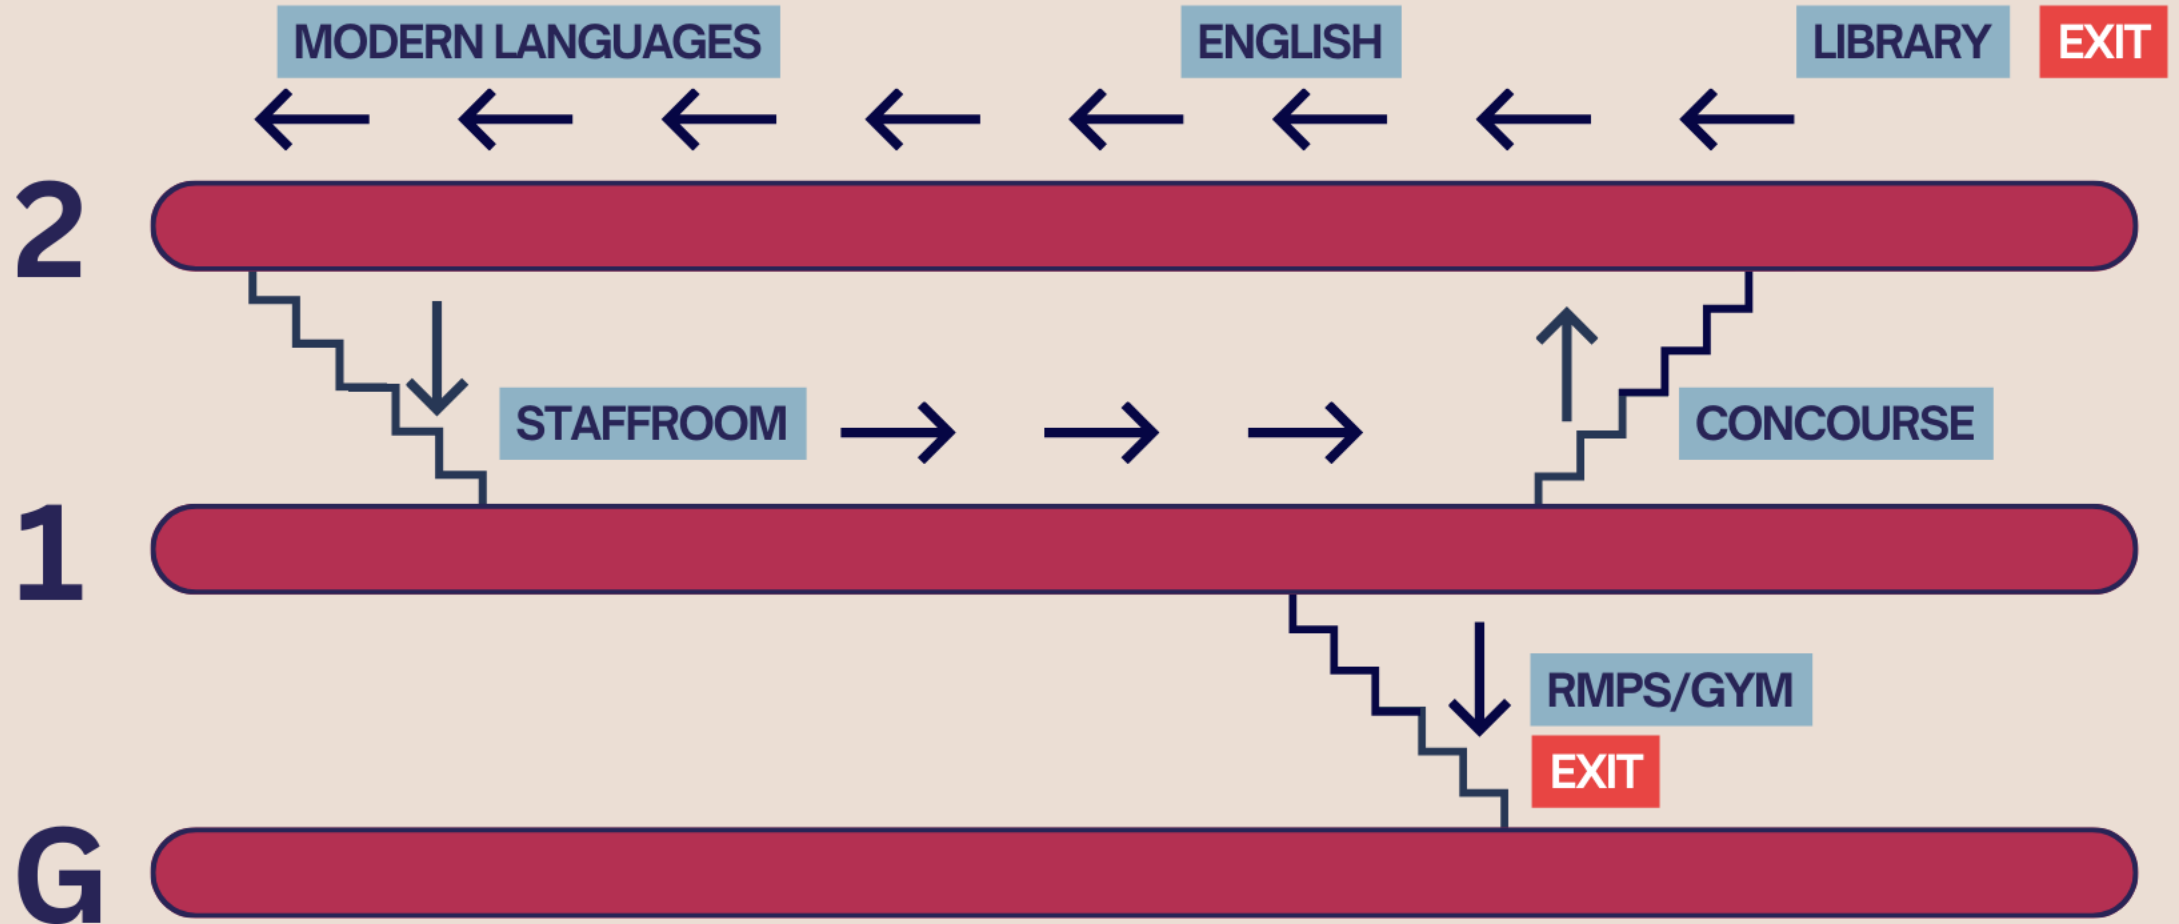 MODERN LANGUAGES
ENGLISH
LIBRARY
EXIT
2
STAFFROOM
CONCOURSE
1
RMPS/GYM
EXIT
G